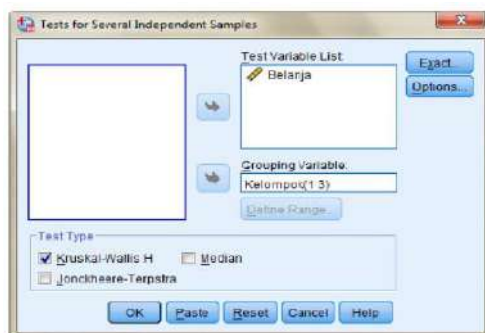 Tests for Several Independent Samples
Test Variable List:
Belanja
Exact...
Options...
Grouping Variable:
Kelompok(1 3)
Define Range...
Test Type
Kruskal-Wallis H
Median
Jonckheere-Terpstra
OK
Paste
Reset
Cancel
Help